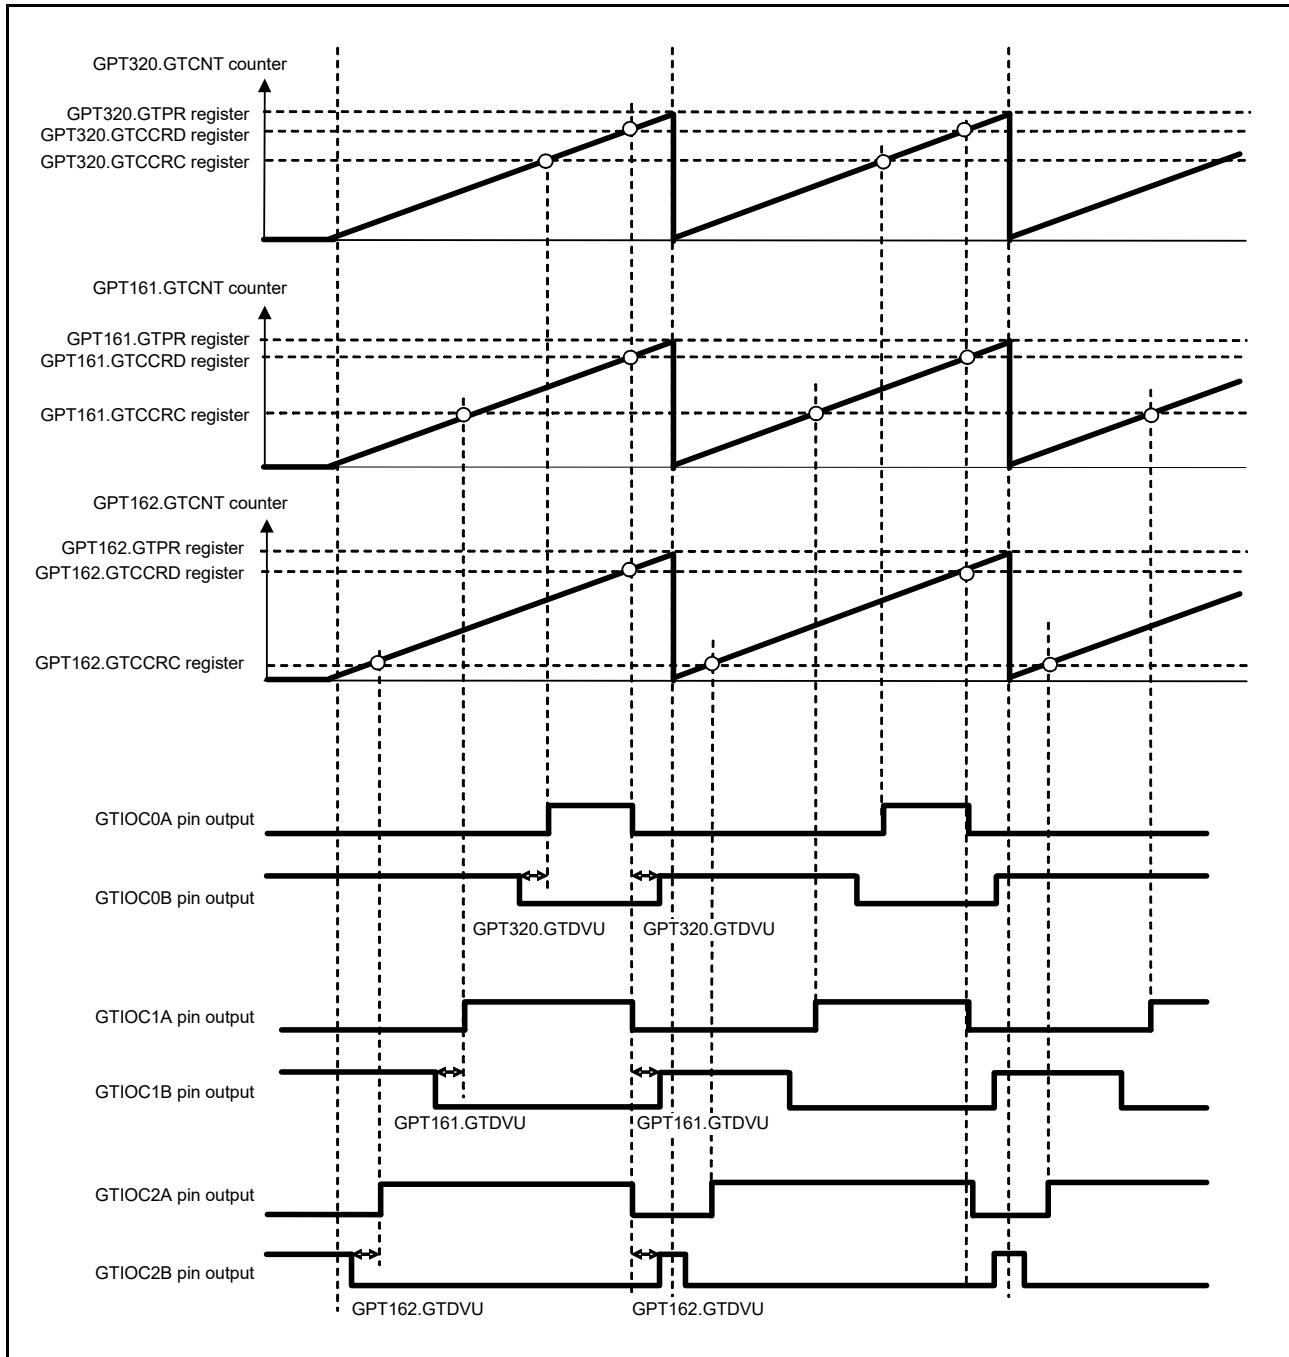 GPT320.GTCNT counter
GPT320.GTPR register
GPT320.GTCCRD register
GPT320.GTCCRC register
GPT161.GTCNT counter
GPT161.GTPR register
GPT161.GTCCRD register
GPT161.GTCCRC register
GPT162.GTCNT counter
GPT162.GTPR register
GPT162.GTCCRD register
GPT162.GTCCRC register
GTIOC0A pin output
GTIOC0B pin output
GPT320.GTDVU GPT320.GTDVU
GTIOC1A pin output
GTIOC1B pin output
GPT161.GTDVU GPT161.GTDVU
GTIOC2A pin output
GTIOC2B pin output
GPT162.GTDVU GPT162.GTDVU